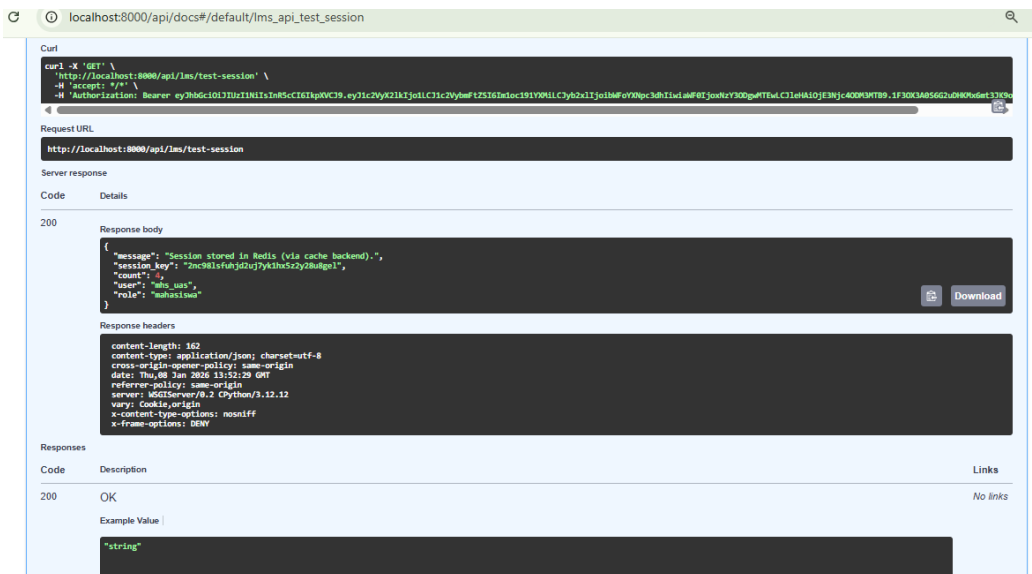 localhost:8000/api/docs#/default/lms_api_test_session
Curl
curl -X 'GET' \
'http://localhost:8000/api/lms/test-session' \
-H 'accept: */*' \
-H 'Authorization: Bearer
Request URL
http://localhost:8000/api/lms/test-session
Server response
Code Details
200
Response body
{
"message": "Session stored in Redis (via cache backend).",
"session_key": "2nc98lsfuhjd2uj7yk1hx5z2y28u8gel",
"count": 4,
"user": "mhs_uas",
"role": "mahasiswa"
}
Download
Response headers
content-length: 162
content-type: application/json; charset=utf-8
cross-origin-opener-policy: same-origin
date: Thu,08 Jan 2026 13:52:29 GMT
referrer-policy: same-origin
server: WSGIServer/0.2 CPython/3.12.12
vary: Cookie,origin
x-content-type-options: nosniff
x-frame-options: DENY
Responses
Code Description Links
200 OK No links
Example Value
"string"